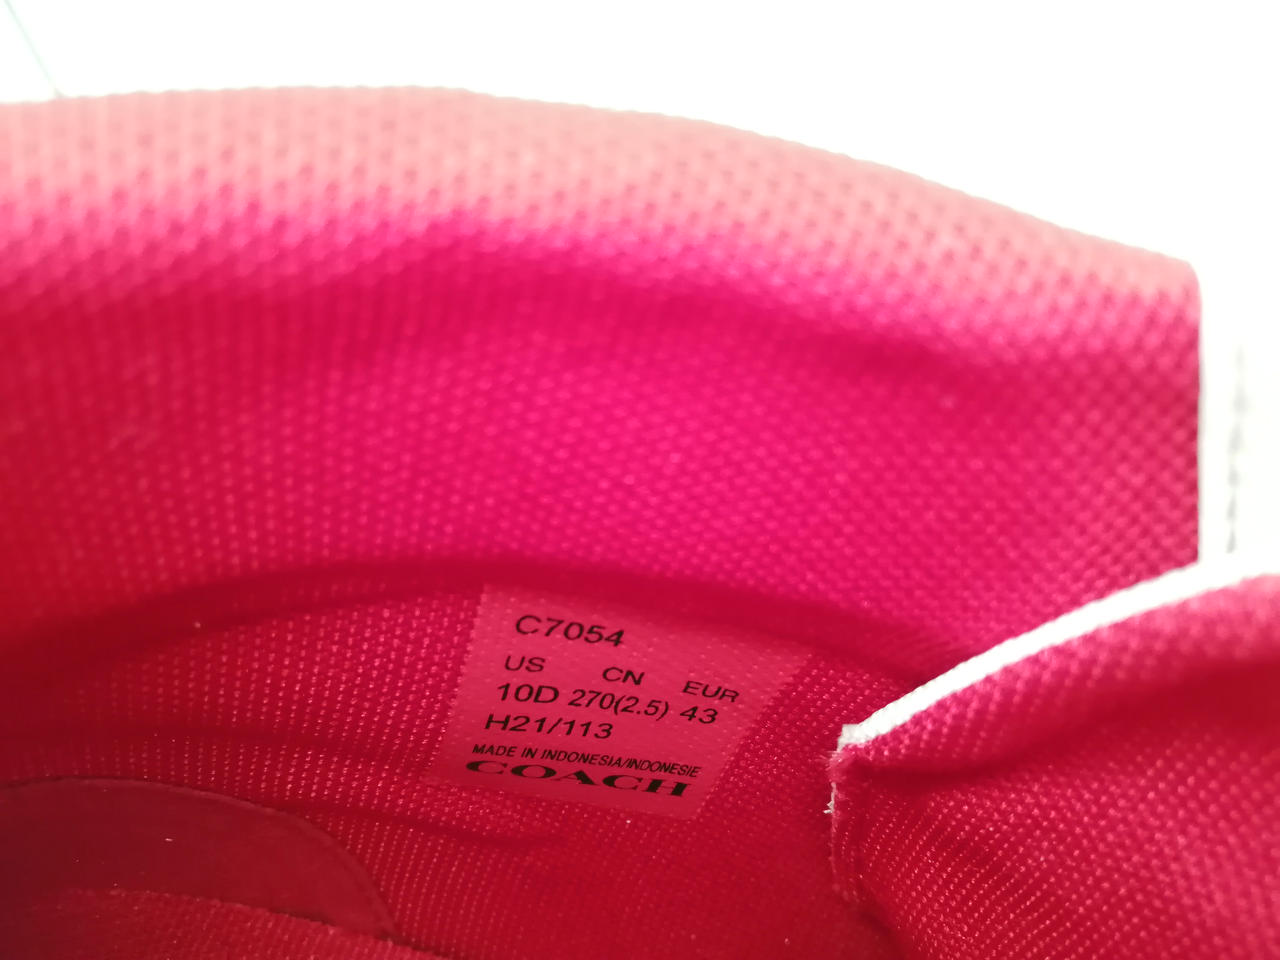 C7054
US CN EUR
10D 270(2.5) 43
H21/113
MADE IN INDONESIA/INDONESIE
COACH